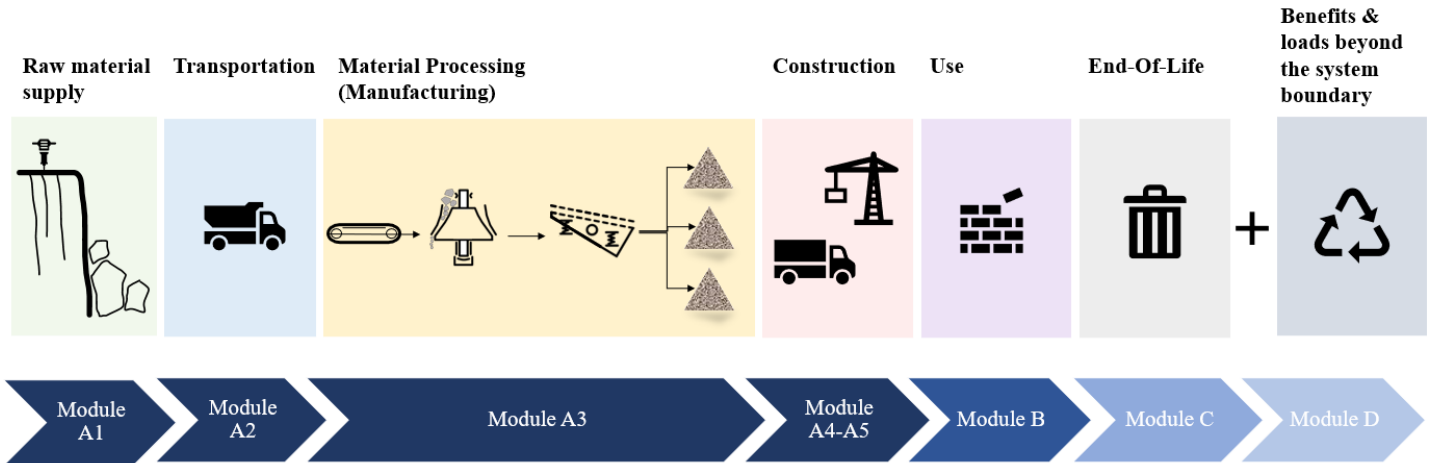 Raw material
supply
Transportation
Material Processing
(Manufacturing)
Construction
Use
End-Of-Life
Benefits &
loads beyond
the system
boundary
Module
A1
Module
A2
Module A3
Module
A4-A5
Module B
Module C
Module D